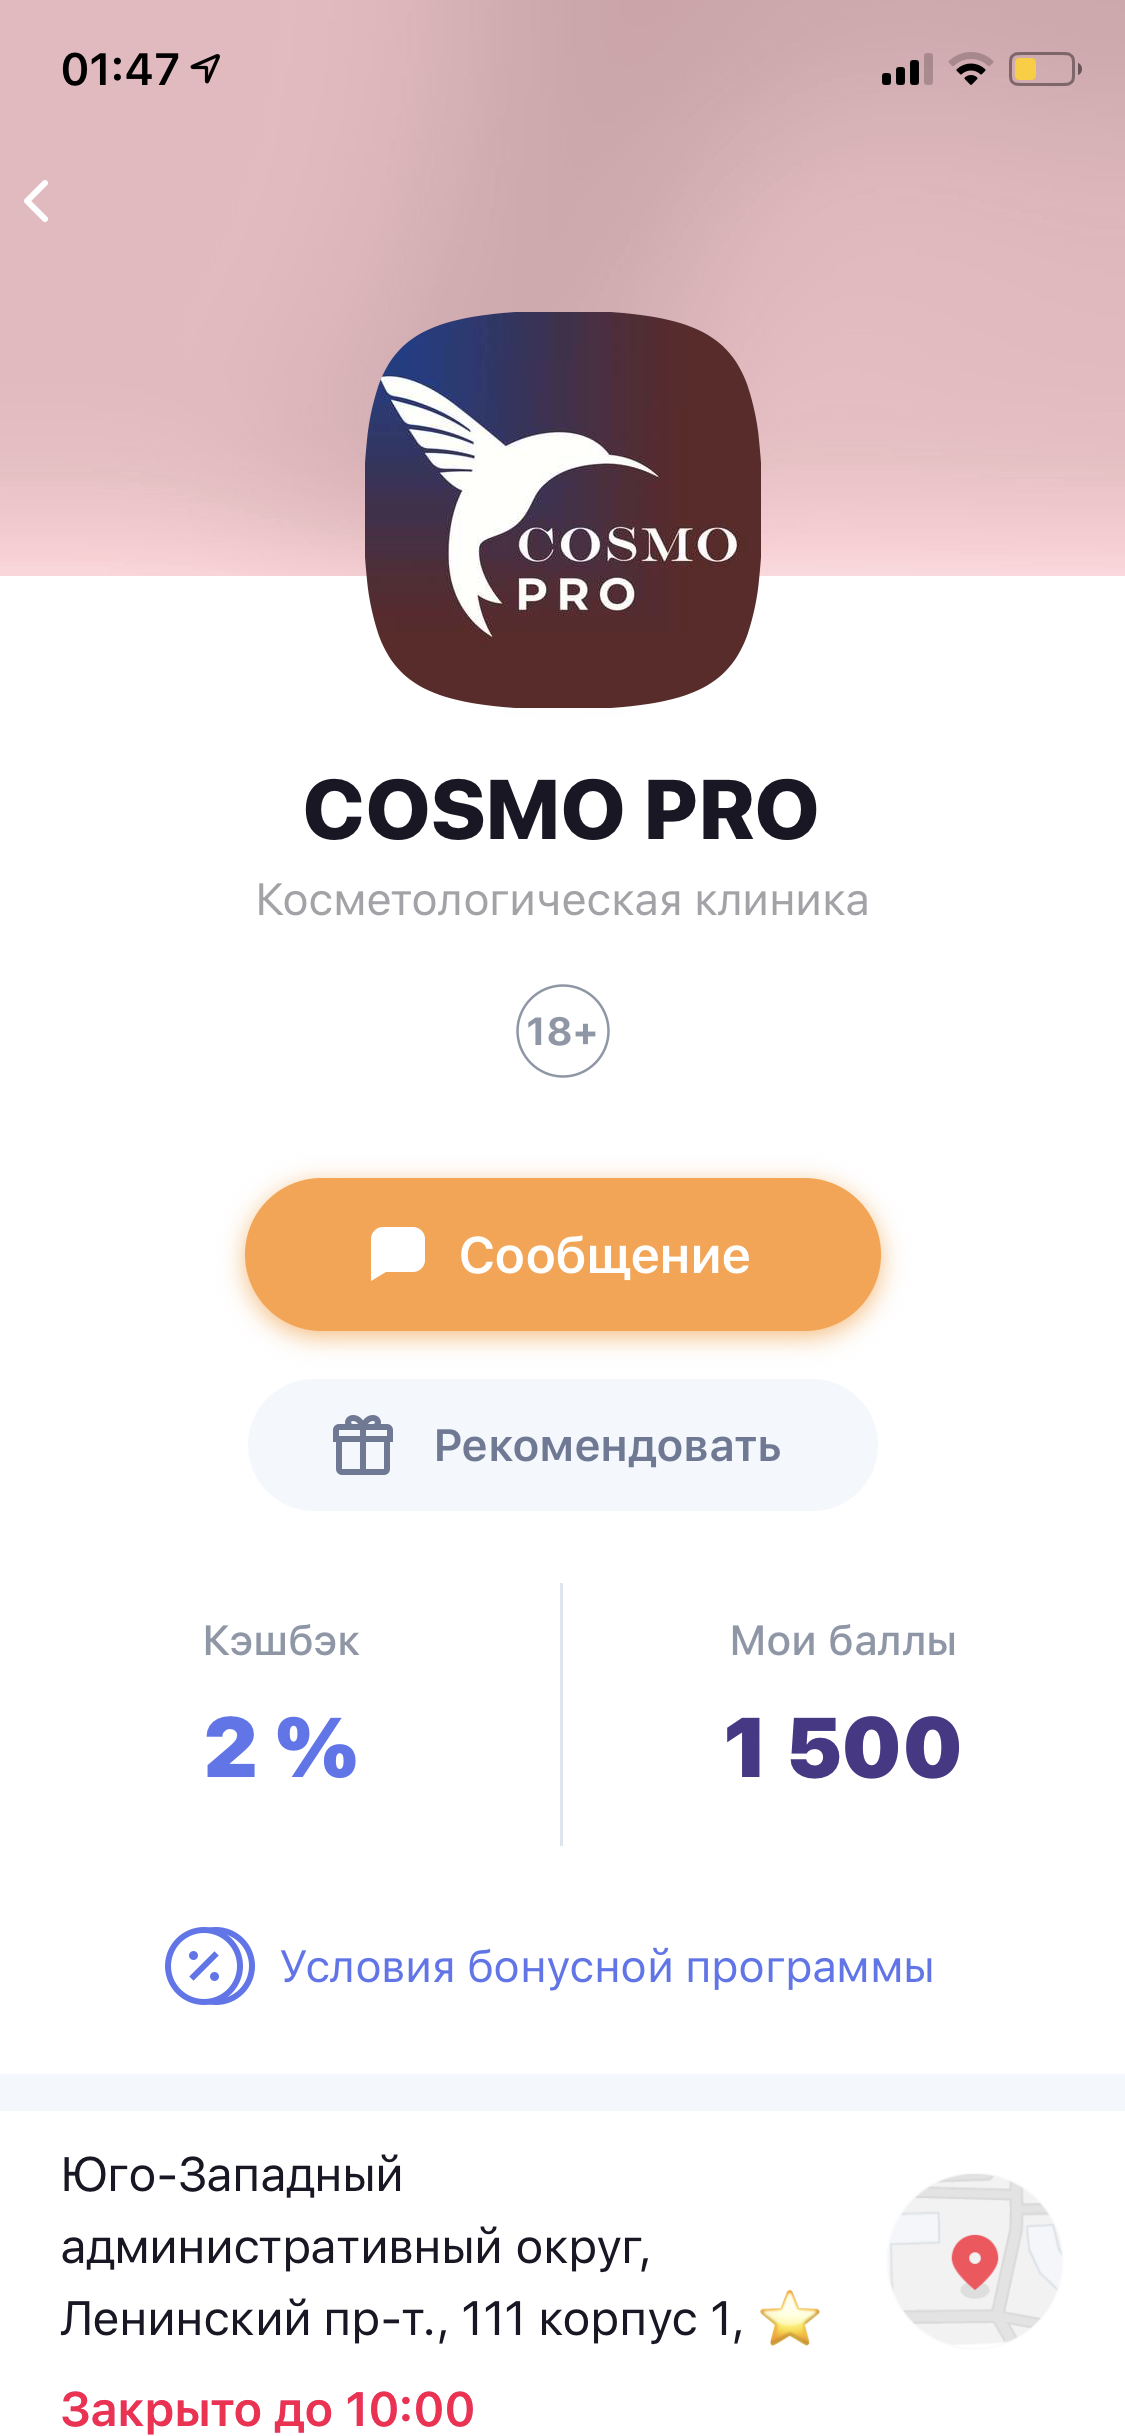 01:47
COSMO
PRO
COSMO PRO
Косметологическая клиника
18+
Сообщение
Рекомендовать
Кэшбэк
Мои баллы
2 %
1 500
Условия бонусной программы
Юго-Западный
административный округ,
Ленинский пр-т., 111 корпус 1, ⭐
Закрыто до 10:00